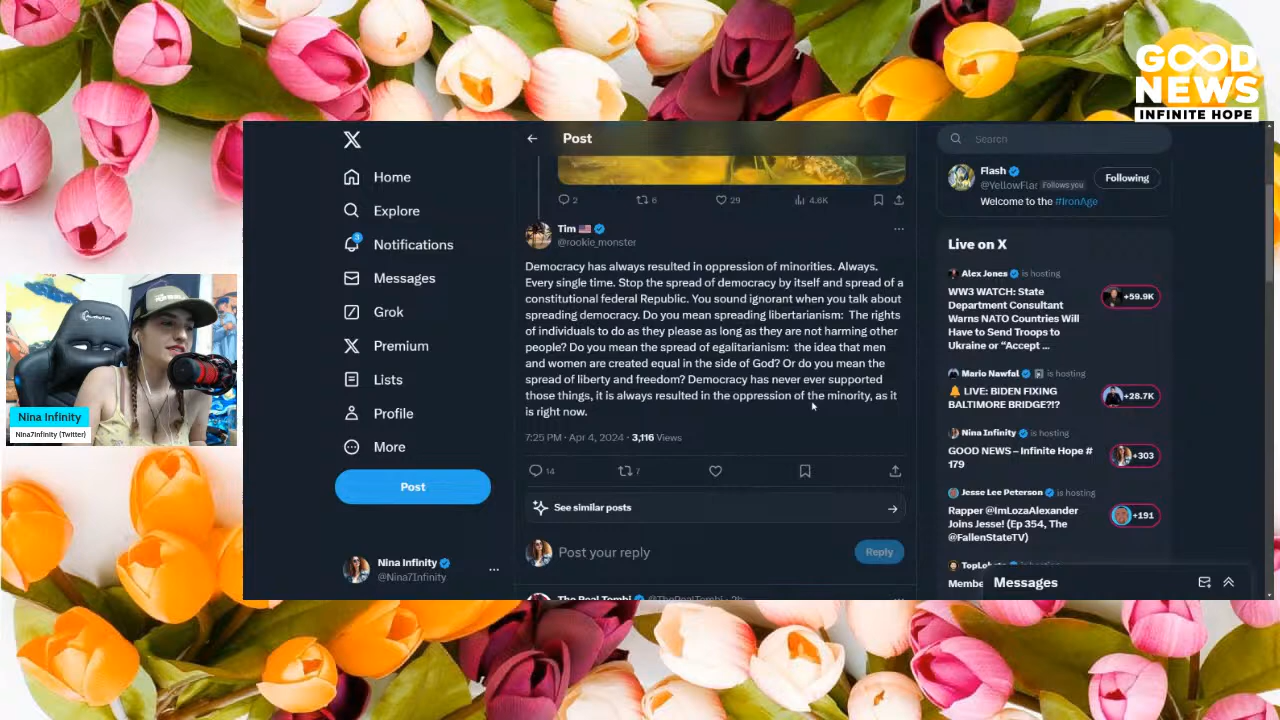 GOOD
NEWS
INFINITE HOPE
Nina Infinity
Nina7Infinity (Twitter)
Home
Explore
3
Notifications
Messages
Grok
Premium
Lists
Profile
More
Post
Nina Infinity
@Nina7Infinity
Post
2
6
29
4.6K
Tim
@rookie_monster
Democracy has always resulted in oppression of minorities. Always.
Every single time. Stop the spread of democracy by itself and spread of a
constitutional federal Republic. You sound ignorant when you talk about
spreading democracy. Do you mean spreading libertarianism: The rights
of individuals to do as they please as long as they are not harming other
people? Do you mean the spread of egalitarianism: the idea that men
and women are created equal in the side of God? Or do you mean the
spread of liberty and freedom? Democracy has never ever supported
those things, it is always resulted in the oppression of the minority, as it
is right now.
7:25 PM · Apr 4, 2024 · 3,116 Views
14
7
See similar posts
Post your reply
Reply
The Real Tombi @TheRealTombi · 2h
Search
Flash
@YellowFlas Follows you
Following
Welcome to the #IronAge
Live on X
Alex Jones is hosting
WW3 WATCH: State
Department Consultant
Warns NATO Countries Will
Have to Send Troops to
Ukraine or “Accept ...
+59.9K
Mario Nawfal is hosting
LIVE: BIDEN FIXING
BALTIMORE BRIDGE?!?
+28.7K
Nina Infinity is hosting
GOOD NEWS – Infinite Hope #
179
+303
Jesse Lee Peterson is hosting
Rapper @ImLozaAlexander
Joins Jesse! (Ep 354, The
@FallenStateTV)
+191
Messages